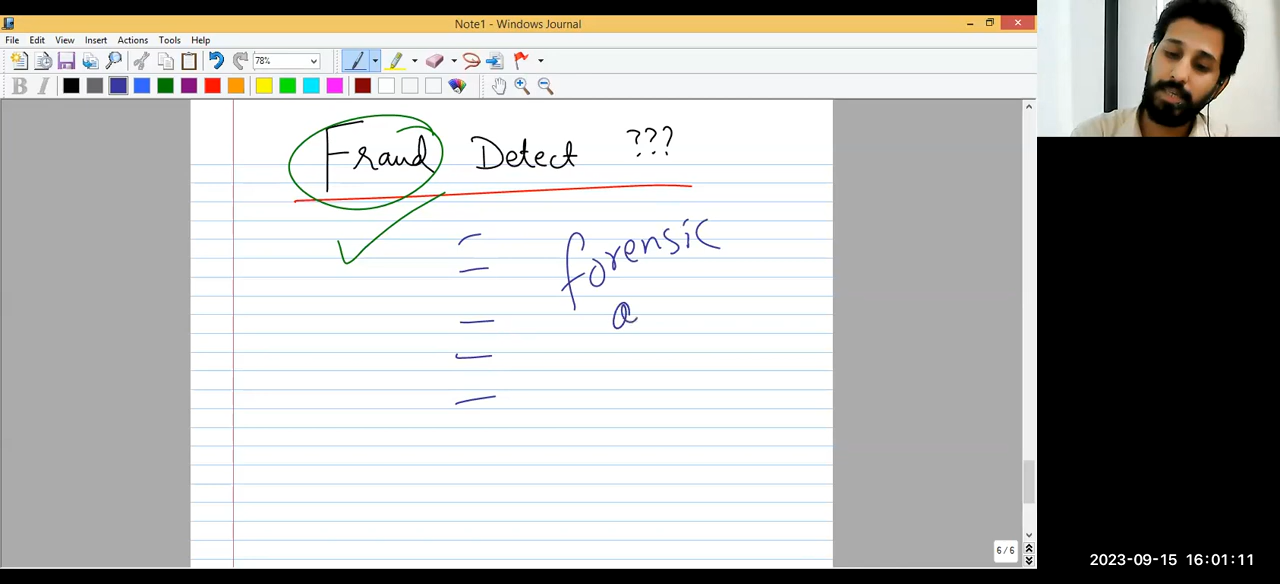 Note1 - Windows Journal
File Edit View Insert Actions Tools Help
78%
B I
Fraud Detect ???
forensic
a
6 / 6
2023-09-15 16:01:11